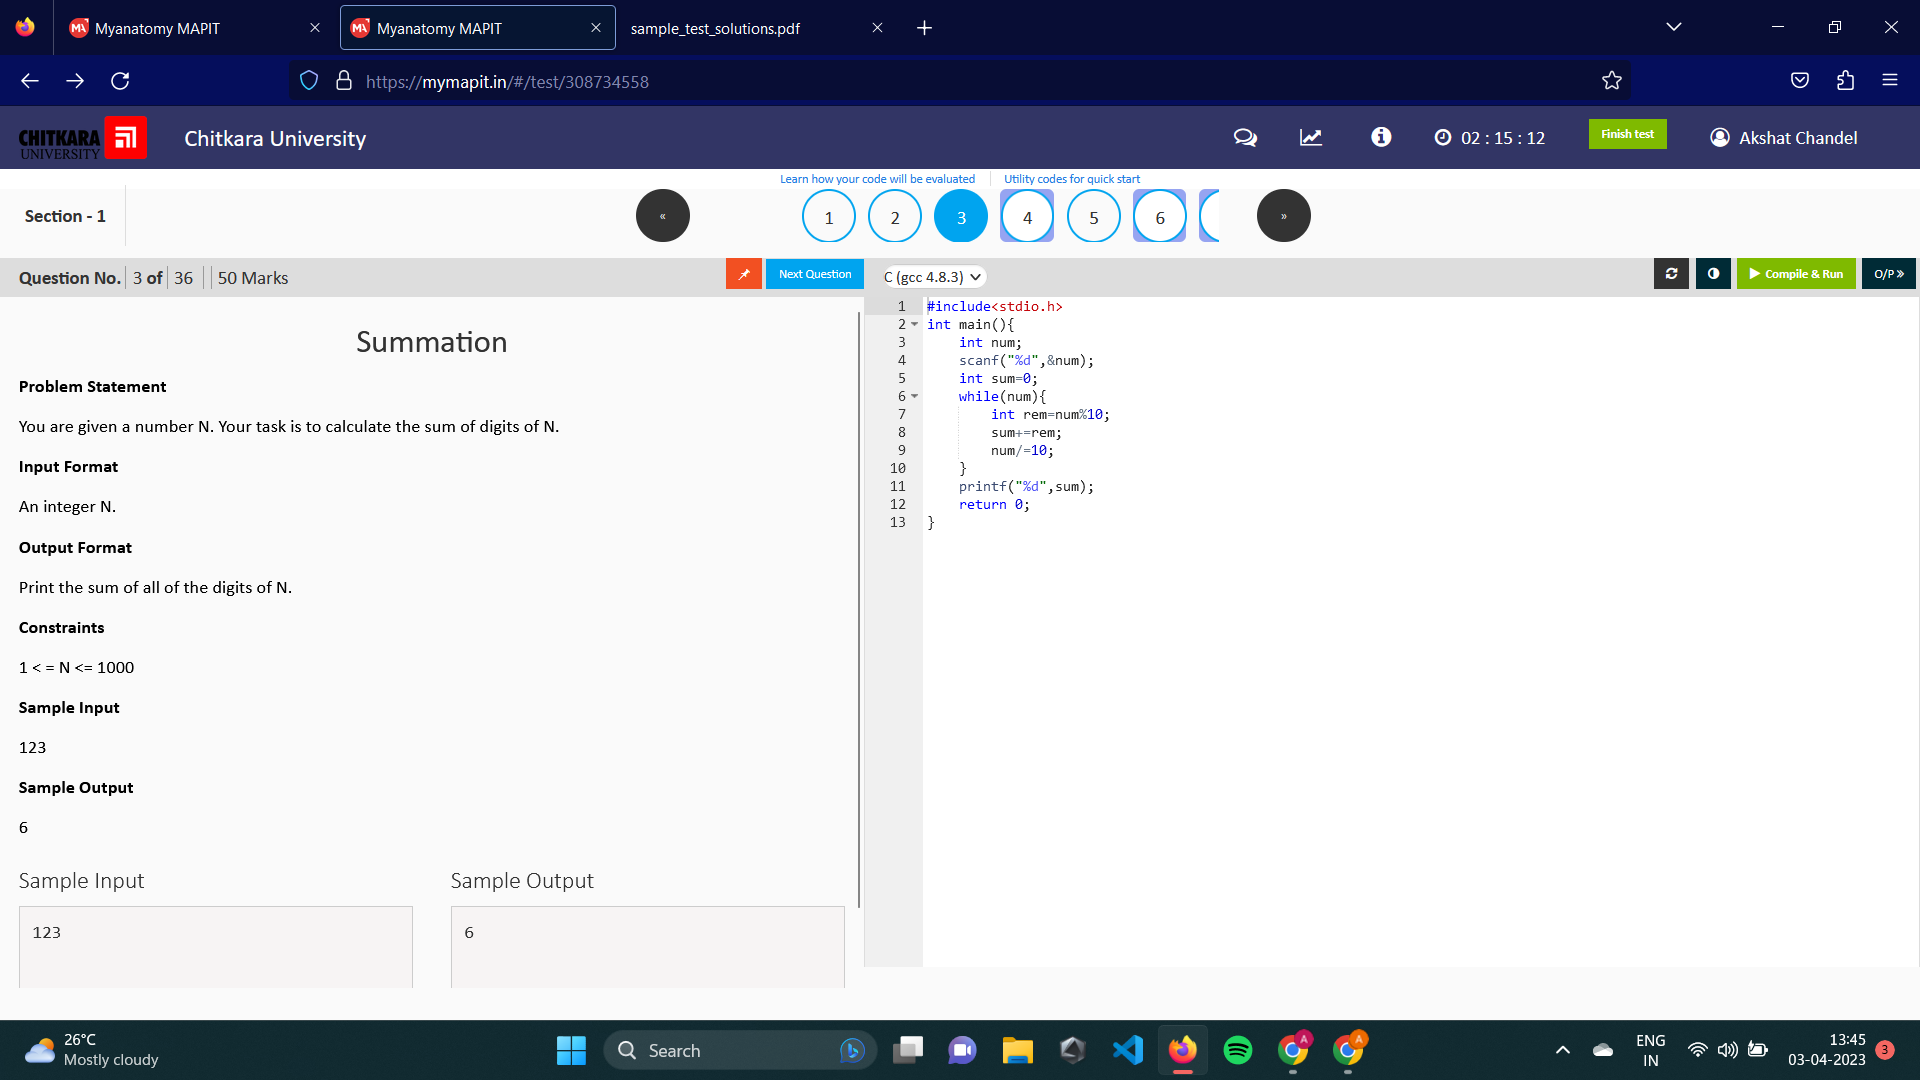 Myanatomy MAPIT
Myanatomy MAPIT
sample_test_solutions.pdf
https://mymapit.in/#/test/308734558
CHITKARA
UNIVERSITY
Chitkara University
02 : 15 : 12
Finish test
Akshat Chandel
Learn how your code will be evaluated
Utility codes for quick start
Section - 1
«
1
2
3
4
5
6
»
Question No. 3 of 36 50 Marks
Next Question
C (gcc 4.8.3)
Compile & Run
O/P »
Summation
Problem Statement
You are given a number N. Your task is to calculate the sum of digits of N.
Input Format
An integer N.
Output Format
Print the sum of all of the digits of N.
Constraints
1 < = N <= 1000
Sample Input
123
Sample Output
6
Sample Input
Sample Output
123
6
1 #include<stdio.h>
2 int main(){
3 int num;
4 scanf("%d",&num);
5 int sum=0;
6 while(num){
7 int rem=num%10;
8 sum+=rem;
9 num/=10;
10 }
11 printf("%d",sum);
12 return 0;
13 }
26°C
Mostly cloudy
Search
A
A
ENG
IN
13:45
03-04-2023
3